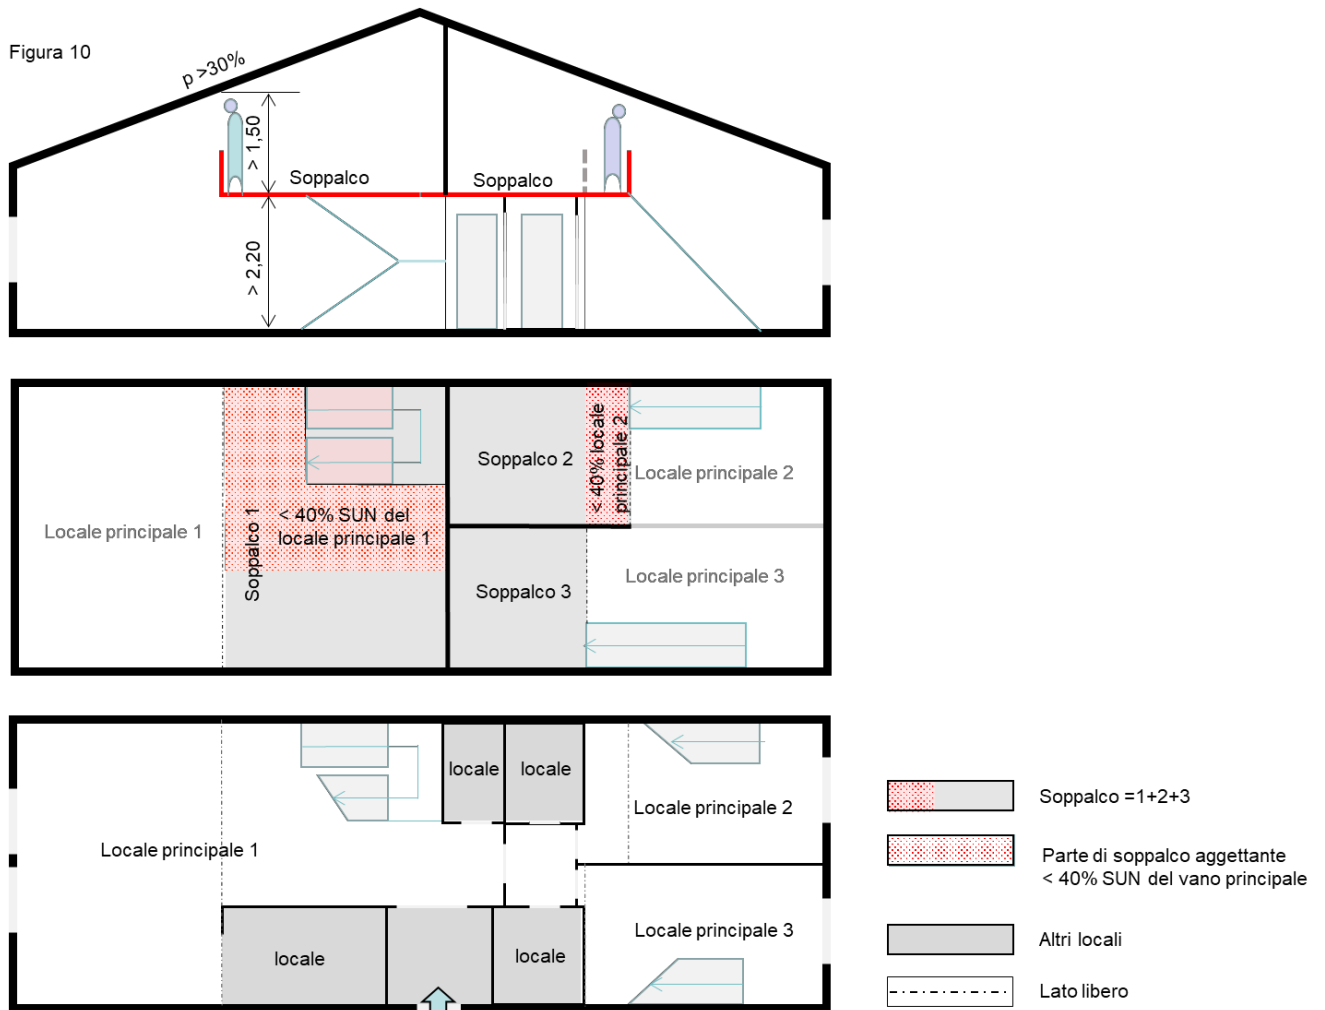 Figura 10
p >30%
> 1,50
Soppalco
Soppalco
> 2,20
Locale principale 1
Soppalco 1
< 40% SUN del
locale principale 1
Soppalco 2
< 40% locale
principale 2
Locale principale 2
Soppalco 3
Locale principale 3
locale
locale
Locale principale 2
Locale principale 1
locale
locale
Locale principale 3
Soppalco =1+2+3
Parte di soppalco aggettante
< 40% SUN del vano principale
Altri locali
Lato libero